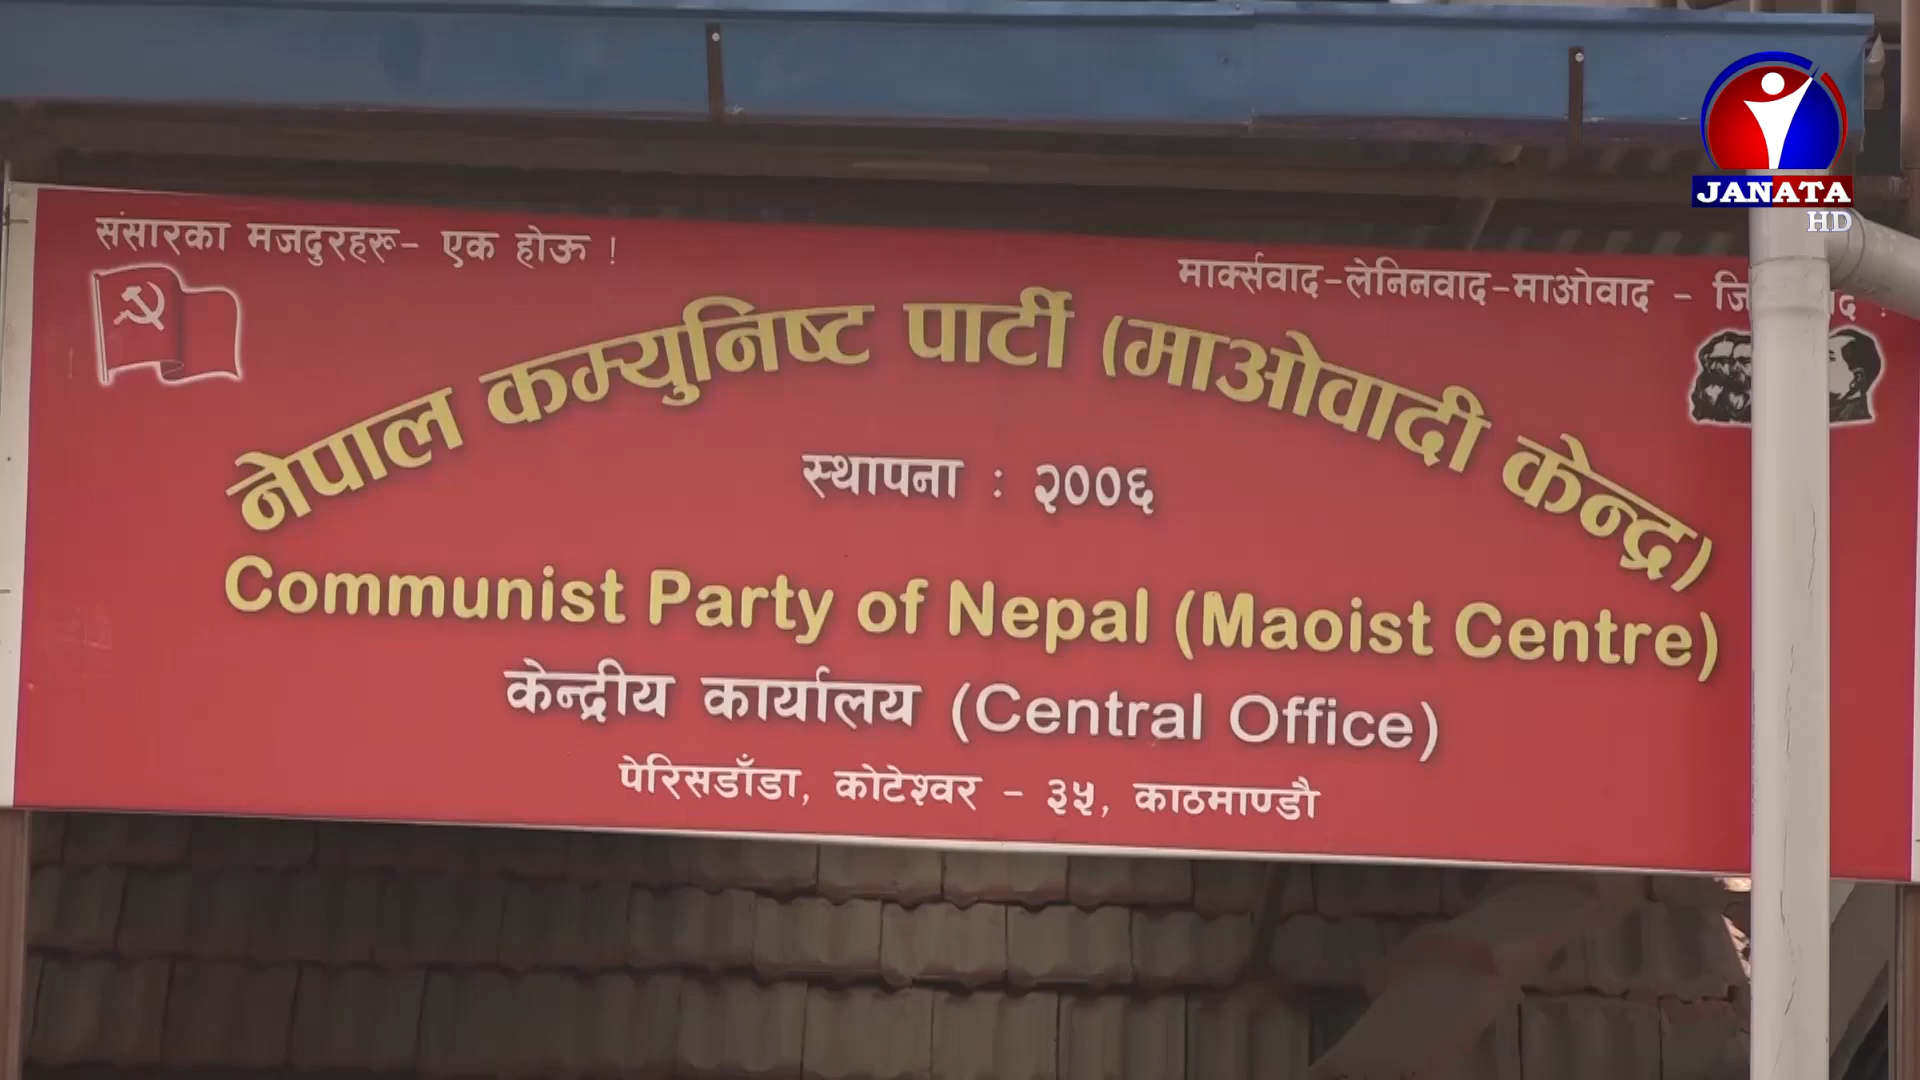 JANATA
HD
संसारका मजदुरहरू- एक होऊ !
मार्क्सवाद-लेनिनवाद-माओवाद -
नेपाल कम्युनिष्ट पार्टी (माओवादी केन्द्र)
स्थापना : २००६
Communist Party of Nepal (Maoist Centre)
केन्द्रीय कार्यालय (Central Office)
पेरिसडाँडा, कोटेश्वर - ३५, काठमाण्डौ